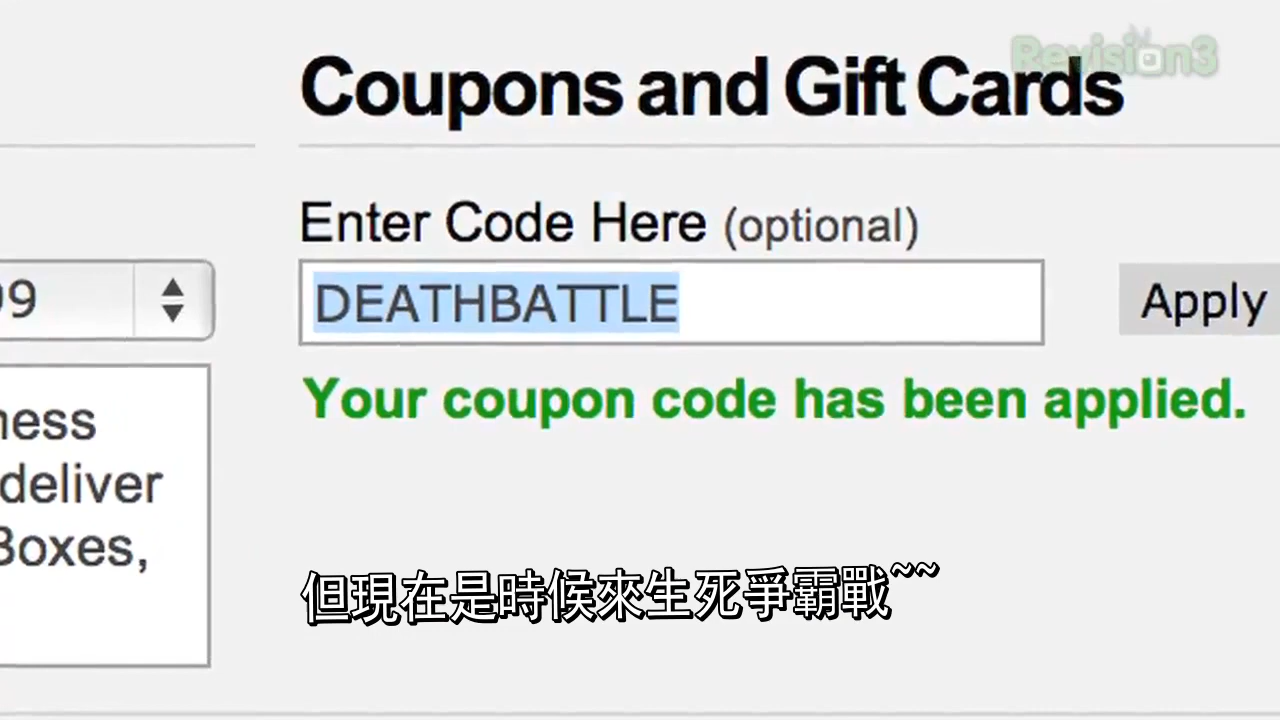 Revision3
Coupons and Gift Cards
Enter Code Here (optional)
99
DEATHBATTLE
Apply
Your coupon code has been applied.
ness
deliver
Boxes,
但現在是時候來生死爭霸戰~~